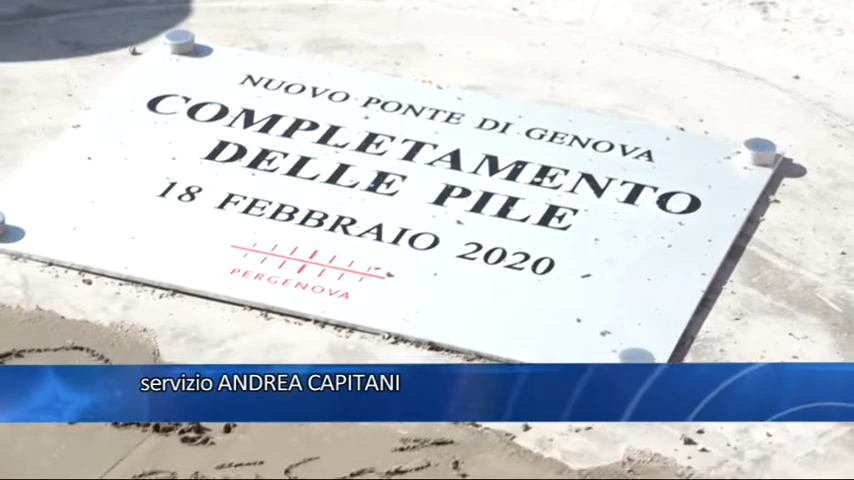 NUOVO PONTE DI GENOVA
COMPLETAMENTO
DELLE PILE
18 FEBBRAIO 2020
PERGENOVA
servizio ANDREA CAPITANI